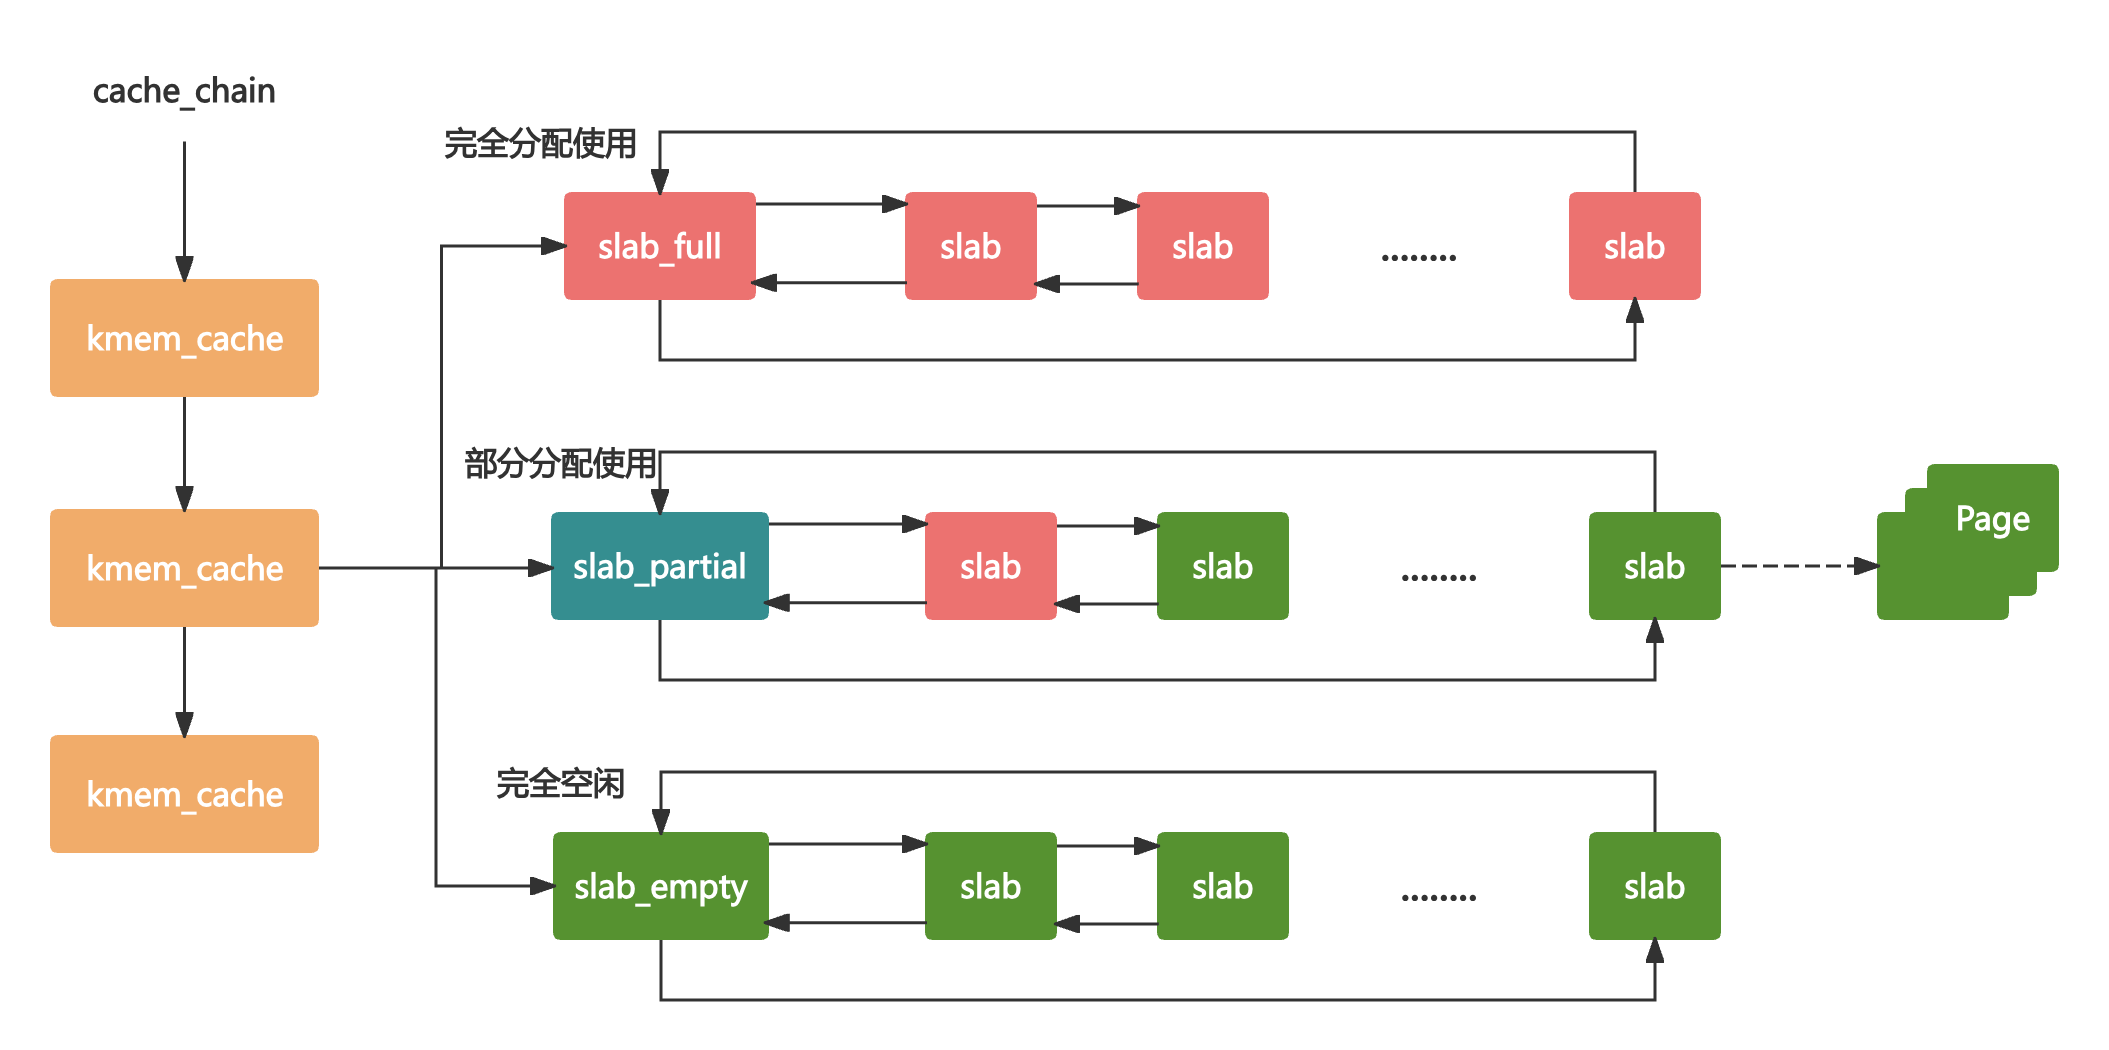 cache_chain
kmem_cache
kmem_cache
kmem_cache
完全分配使用
slab_full
slab
slab
........
slab
部分分配使用
slab_partial
slab
slab
........
slab
Page
完全空闲
slab_empty
slab
slab
........
slab